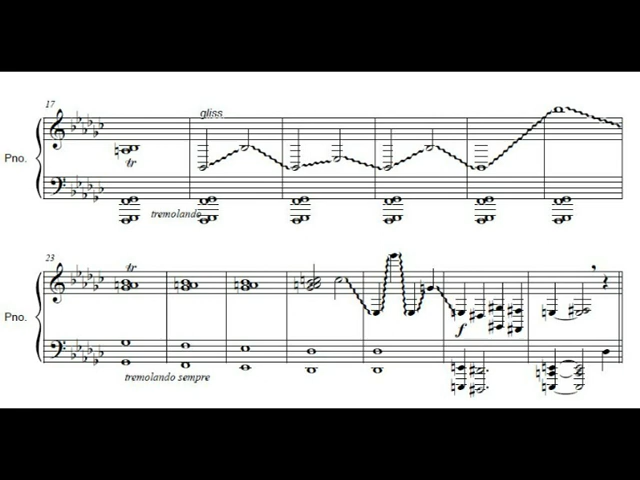 17
gliss
Pno.
tr
tremolando
23
tr
Pno.
f
tremolando sempre